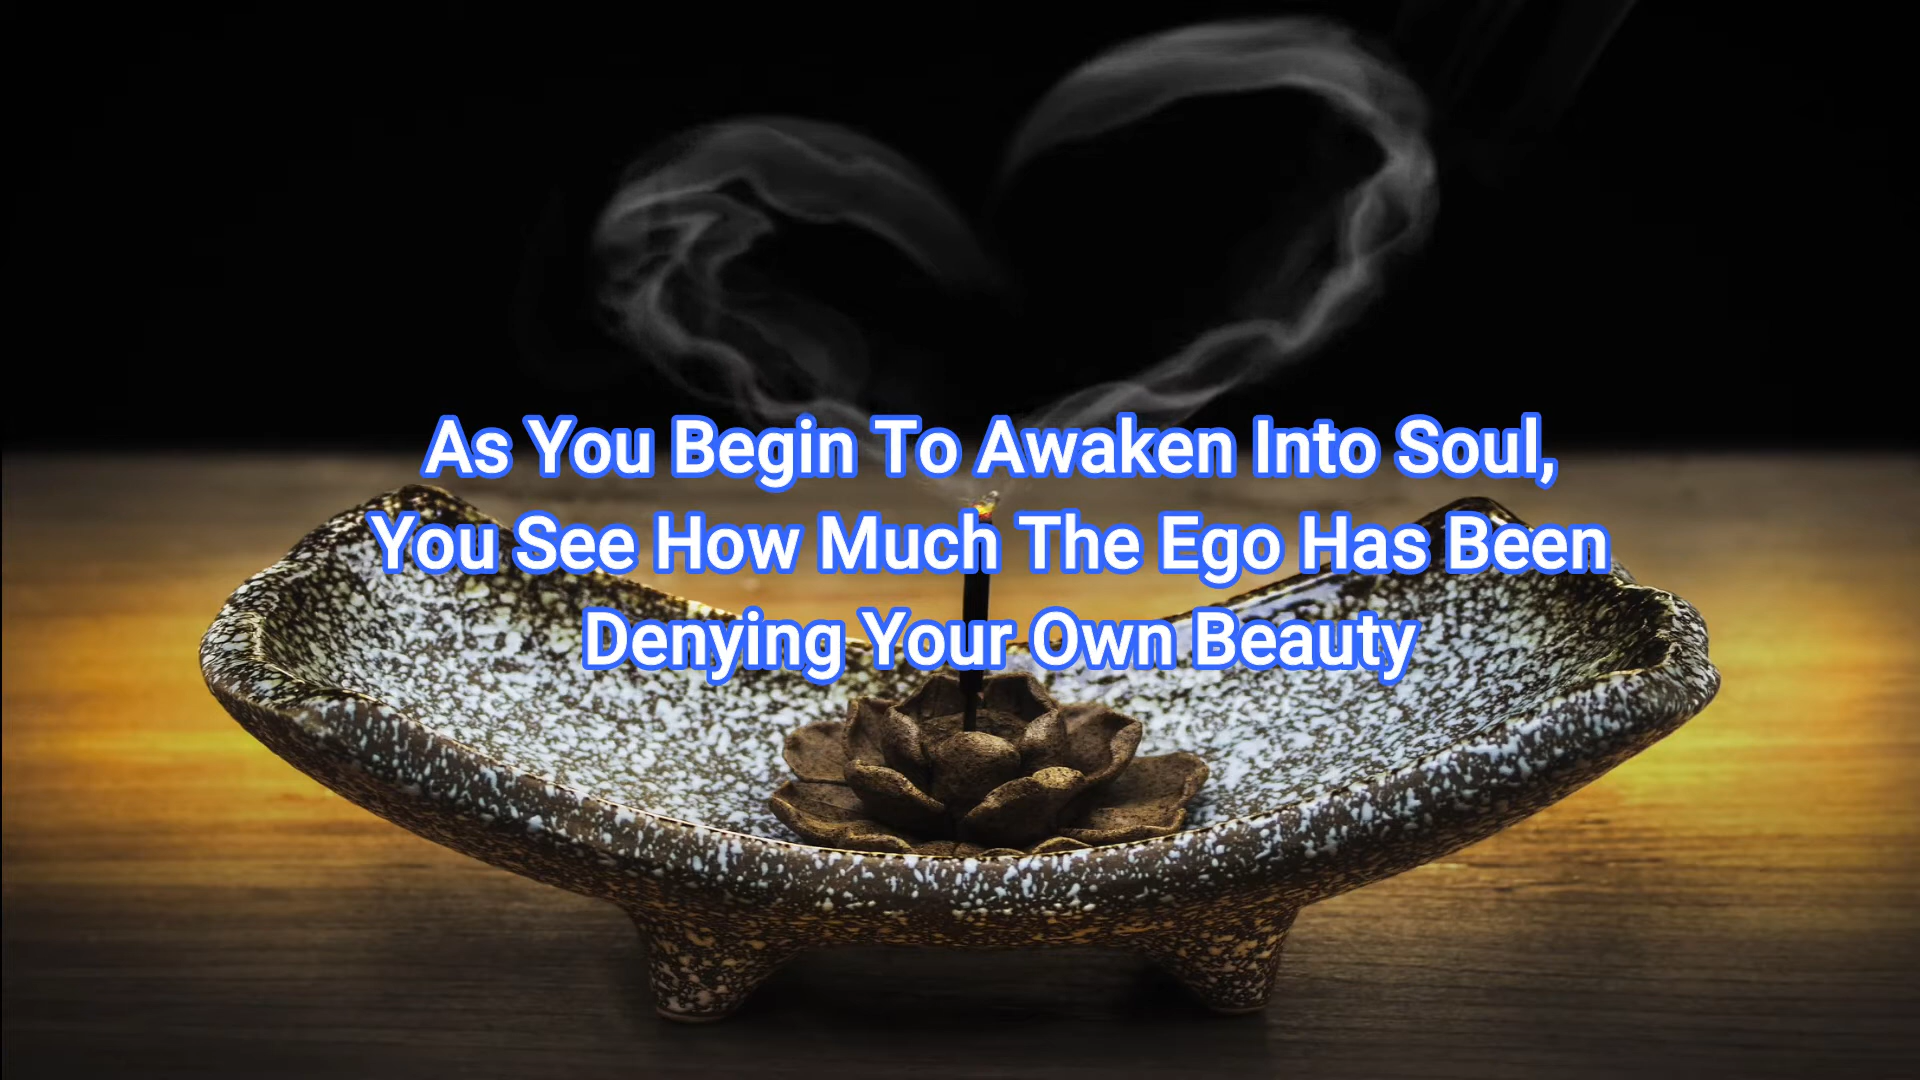 As You Begin To Awaken Into Soul,
You See How Much The Ego Has Been
Denying Your Own Beauty